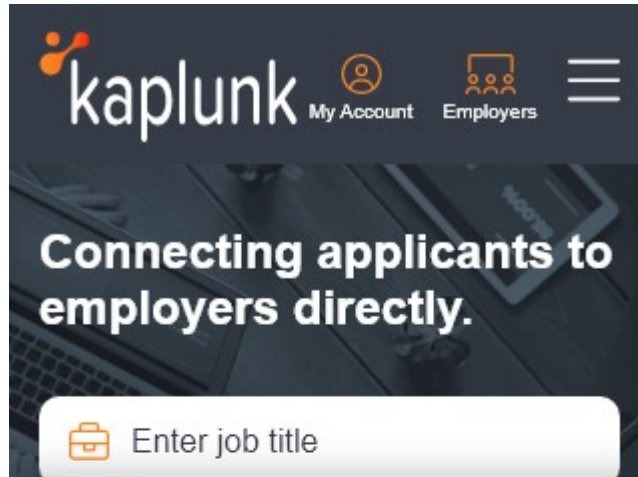 kaplunk
My Account
Employers
Connecting applicants to
employers directly.
Enter job title